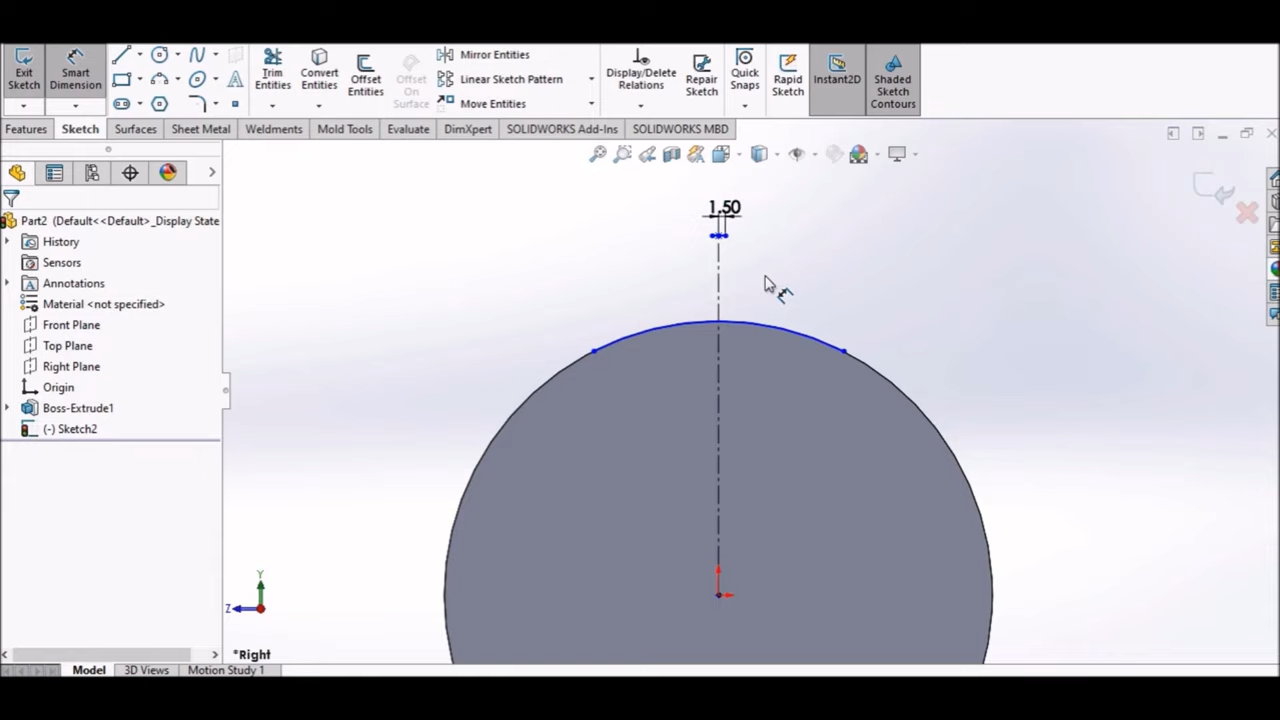 Exit Sketch
Smart Dimension
Trim Entities
Convert Entities
Offset Entities
Offset On Surface
Mirror Entities
Linear Sketch Pattern
Move Entities
Display/Delete Relations
Repair Sketch
Quick Snaps
Rapid Sketch
Instant2D
Shaded Sketch Contours
Features
Sketch
Surfaces
Sheet Metal
Weldments
Mold Tools
Evaluate
DimXpert
SOLIDWORKS Add-Ins
SOLIDWORKS MBD
Part2 (Default<<Default>_Display State
History
Sensors
Annotations
Material <not specified>
Front Plane
Top Plane
Right Plane
Origin
Boss-Extrude1
(-) Sketch2
1.50
Y
Z
*Right
Model
3D Views
Motion Study 1